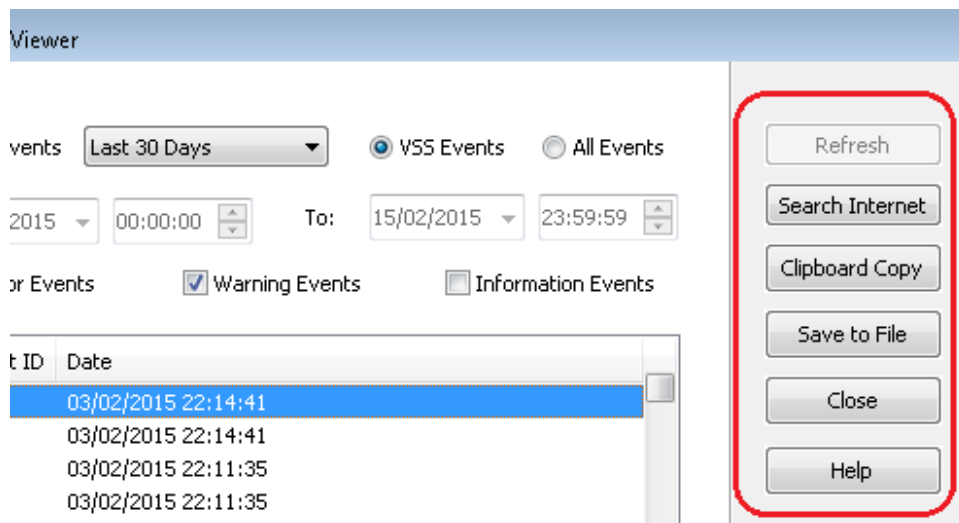 Viewer
vents Last 30 Days VSS Events All Events Refresh
2015 00:00:00 To: 15/02/2015 23:59:59 Search Internet
or Events Warning Events Information Events Clipboard Copy
t ID Date Save to File
03/02/2015 22:14:41 Close
03/02/2015 22:14:41
03/02/2015 22:11:35 Help
03/02/2015 22:11:35